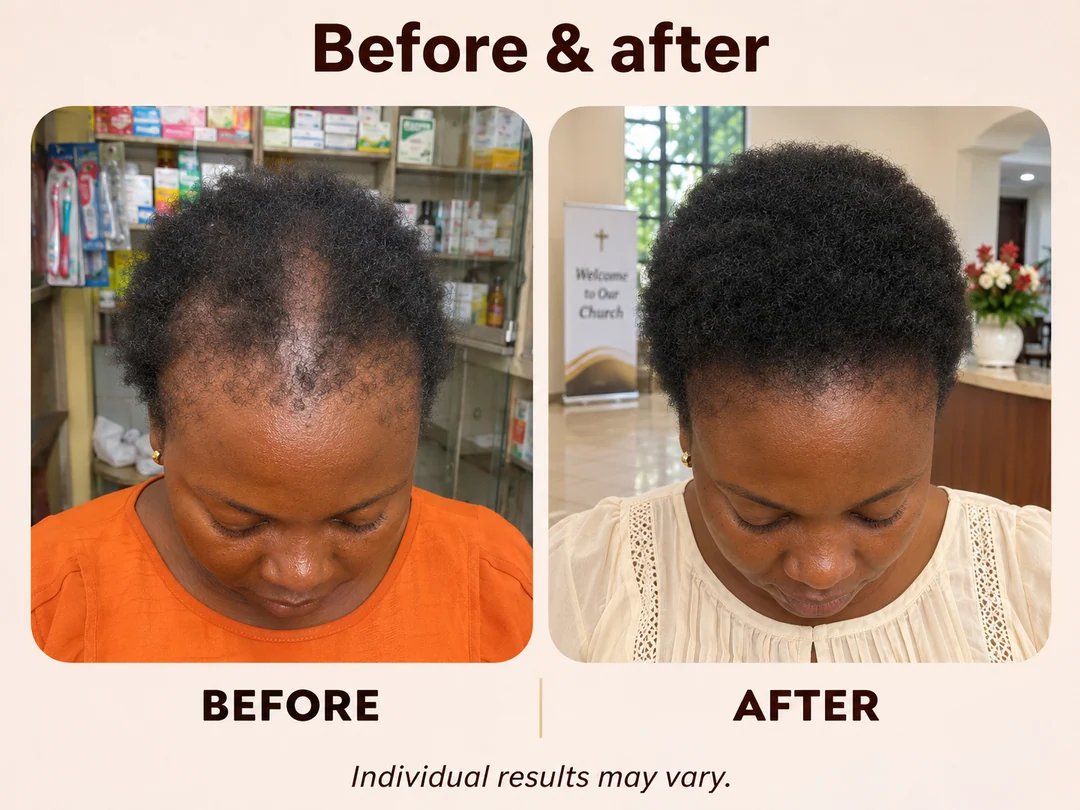 Before & after
Welcome
to Our
Church
BEFORE
AFTER
Individual results may vary.